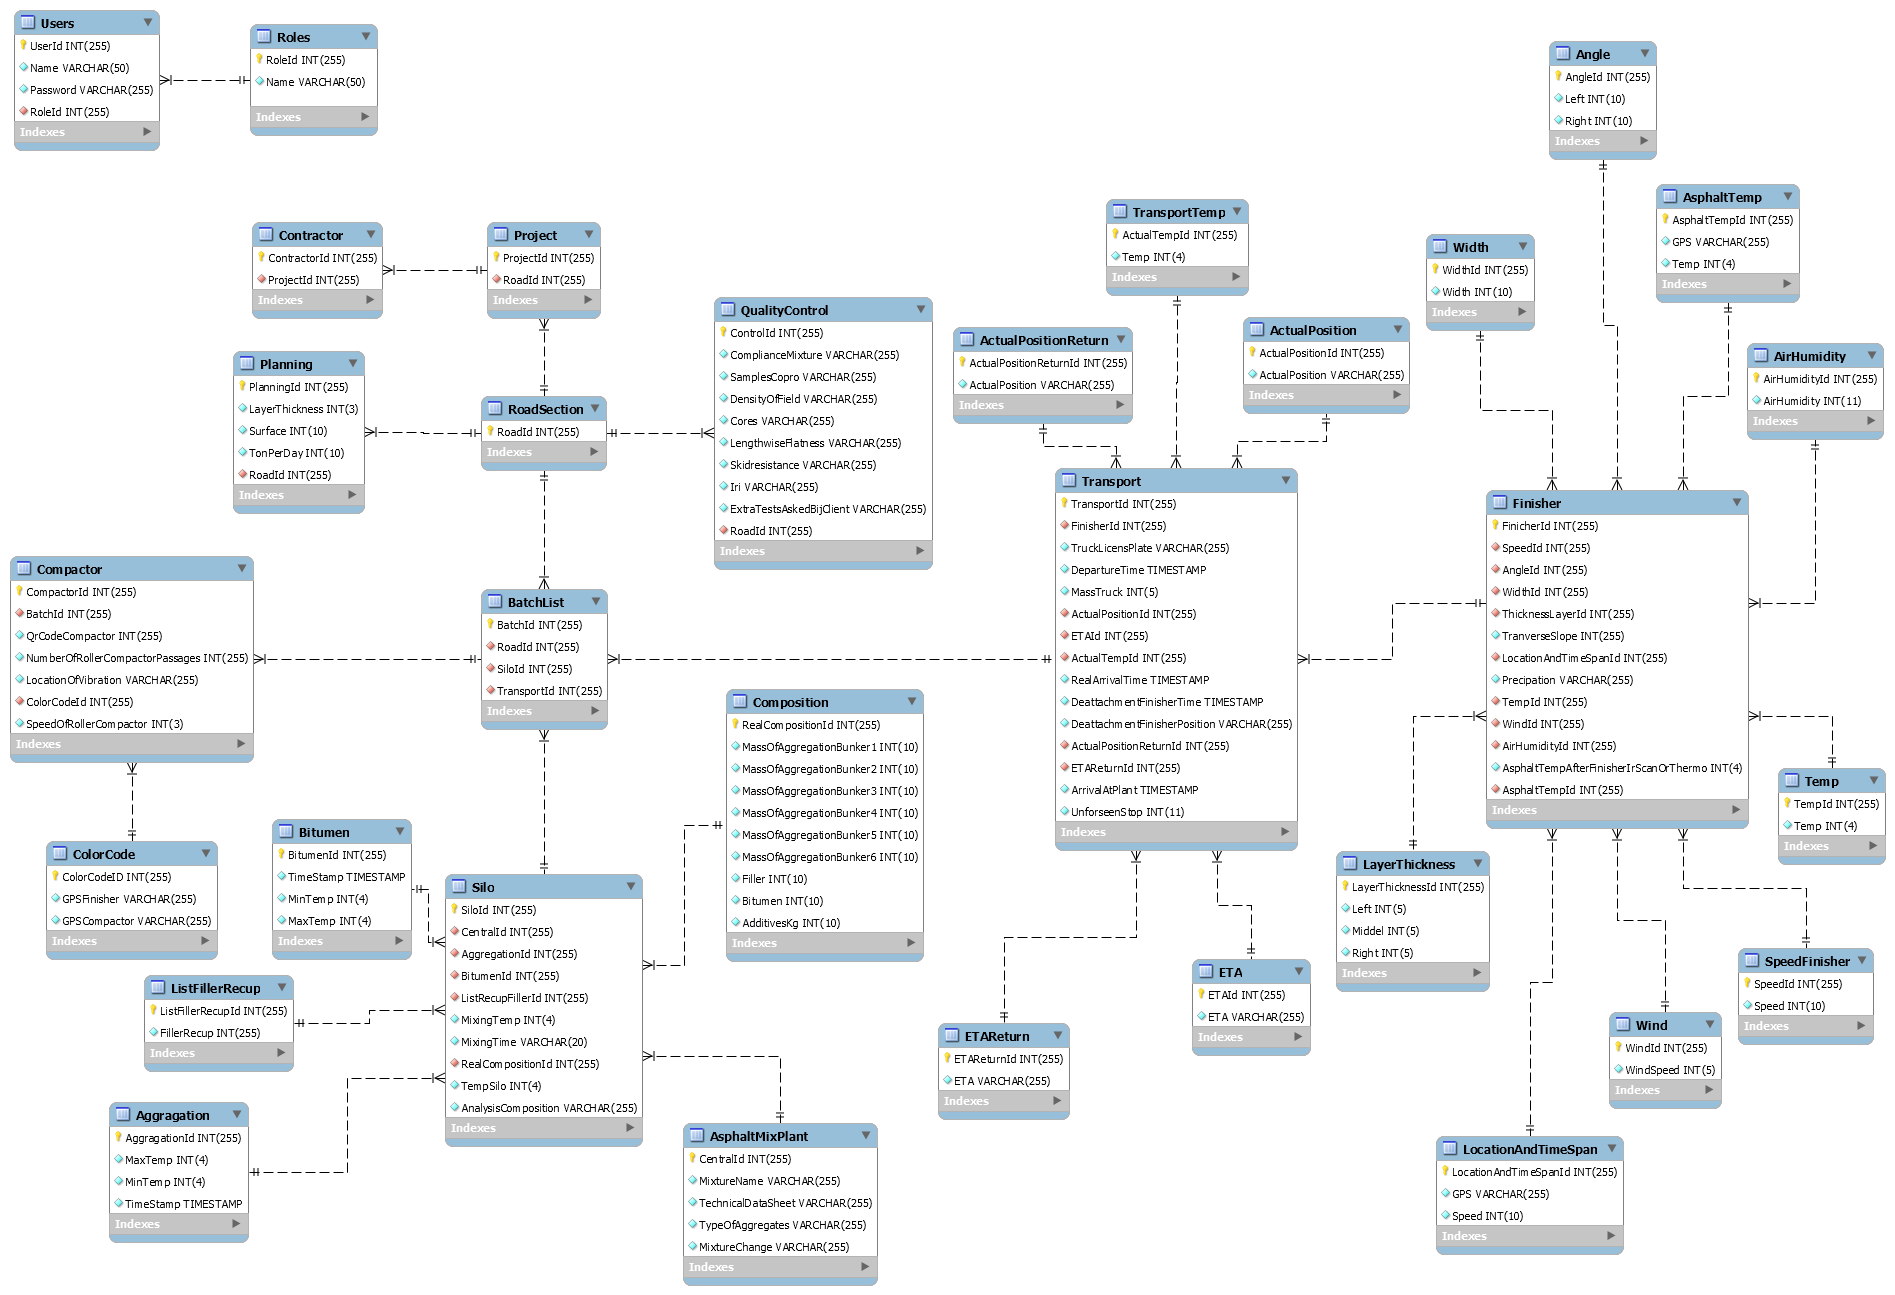 Users
UserId INT(255)
Name VARCHAR(50)
Password VARCHAR(255)
RoleId INT(255)
Indexes
Roles
RoleId INT(255)
Name VARCHAR(50)
Indexes
Angle
AngleId INT(255)
Left INT(10)
Right INT(10)
Indexes
AsphaltTemp
AsphaltTempId INT(255)
GPS VARCHAR(255)
Temp INT(4)
Indexes
TransportTemp
ActualTempId INT(255)
Temp INT(4)
Indexes
Contractor
ContractorId INT(255)
ProjectId INT(255)
Indexes
Project
ProjectId INT(255)
RoadId INT(255)
Indexes
Width
WidthId INT(255)
Width INT(10)
Indexes
QualityControl
ControlId INT(255)
ComplianceMixture VARCHAR(255)
SamplesCopro VARCHAR(255)
DensityOfField VARCHAR(255)
Cores VARCHAR(255)
LengthwiseFlatness VARCHAR(255)
Skidresistance VARCHAR(255)
Iri VARCHAR(255)
ExtraTestsAskedBijClient VARCHAR(255)
RoadId INT(255)
Indexes
ActualPositionReturn
ActualPositionReturnId INT(255)
ActualPosition VARCHAR(255)
Indexes
ActualPosition
ActualPositionId INT(255)
ActualPosition VARCHAR(255)
Indexes
AirHumidity
AirHumidityId INT(255)
AirHumidity INT(11)
Indexes
Planning
PlanningId INT(255)
LayerThickness INT(3)
Surface INT(10)
TonPerDay INT(10)
RoadId INT(255)
Indexes
RoadSection
RoadId INT(255)
Indexes
Transport
TransportId INT(255)
FinisherId INT(255)
TruckLicensPlate VARCHAR(255)
DepartureTime TIMESTAMP
MassTruck INT(5)
ActualPositionId INT(255)
ETAId INT(255)
ActualTempId INT(255)
RealArrivalTime TIMESTAMP
DeattachmentFinisherTime TIMESTAMP
DeattachmentFinisherPosition VARCHAR(255)
ActualPositionReturnId INT(255)
ETAReturnId INT(255)
ArrivalAtPlant TIMESTAMP
UnforseenStop INT(11)
Indexes
Finisher
FinicherId INT(255)
SpeedId INT(255)
AngleId INT(255)
WidthId INT(255)
ThicknessLayerId INT(255)
TranverseSlope INT(255)
LocationAndTimeSpanId INT(255)
Precipation VARCHAR(255)
TempId INT(255)
WindId INT(255)
AirHumidityId INT(255)
AsphaltTempAfterFinisherIrScanOrThermo INT(4)
AsphaltTempId INT(255)
Indexes
Compactor
CompactorId INT(255)
BatchId INT(255)
QrCodeCompactor INT(255)
NumberOfRollerCompactorPassages INT(255)
LocationOfVibration VARCHAR(255)
ColorCodeId INT(255)
SpeedOfRollerCompactor INT(3)
Indexes
BatchList
BatchId INT(255)
RoadId INT(255)
SiloId INT(255)
TransportId INT(255)
Indexes
Composition
RealCompositionId INT(255)
MassOfAggregationBunker1 INT(10)
MassOfAggregationBunker2 INT(10)
MassOfAggregationBunker3 INT(10)
MassOfAggregationBunker4 INT(10)
MassOfAggregationBunker5 INT(10)
MassOfAggregationBunker6 INT(10)
Filler INT(10)
Bitumen INT(10)
AdditivesKg INT(10)
Indexes
Temp
TempId INT(255)
Temp INT(4)
Indexes
ColorCode
ColorCodeID INT(255)
GPSFinisher VARCHAR(255)
GPSCompactor VARCHAR(255)
Indexes
Bitumen
BitumenId INT(255)
TimeStamp TIMESTAMP
MinTemp INT(4)
MaxTemp INT(4)
Indexes
Silo
SiloId INT(255)
CentralId INT(255)
AggregationId INT(255)
BitumenId INT(255)
ListRecupFillerId INT(255)
MixingTemp INT(4)
MixingTime VARCHAR(20)
RealCompositionId INT(255)
TempSilo INT(4)
AnalysisComposition VARCHAR(255)
Indexes
LayerThickness
LayerThicknessId INT(255)
Left INT(5)
Middel INT(5)
Right INT(5)
Indexes
ETA
ETAId INT(255)
ETA VARCHAR(255)
Indexes
SpeedFinisher
SpeedId INT(255)
Speed INT(10)
Indexes
ListFillerRecup
ListFillerRecupId INT(255)
FillerRecup INT(255)
Indexes
ETAReturn
ETAReturnId INT(255)
ETA VARCHAR(255)
Indexes
Wind
WindId INT(255)
WindSpeed INT(5)
Indexes
Aggragation
AggragationId INT(255)
MaxTemp INT(4)
MinTemp INT(4)
TimeStamp TIMESTAMP
Indexes
AsphaltMixPlant
CentralId INT(255)
MixtureName VARCHAR(255)
TechnicalDataSheet VARCHAR(255)
TypeOfAggregates VARCHAR(255)
MixtureChange VARCHAR(255)
Indexes
LocationAndTimeSpan
LocationAndTimeSpanId INT(255)
GPS VARCHAR(255)
Speed INT(10)
Indexes